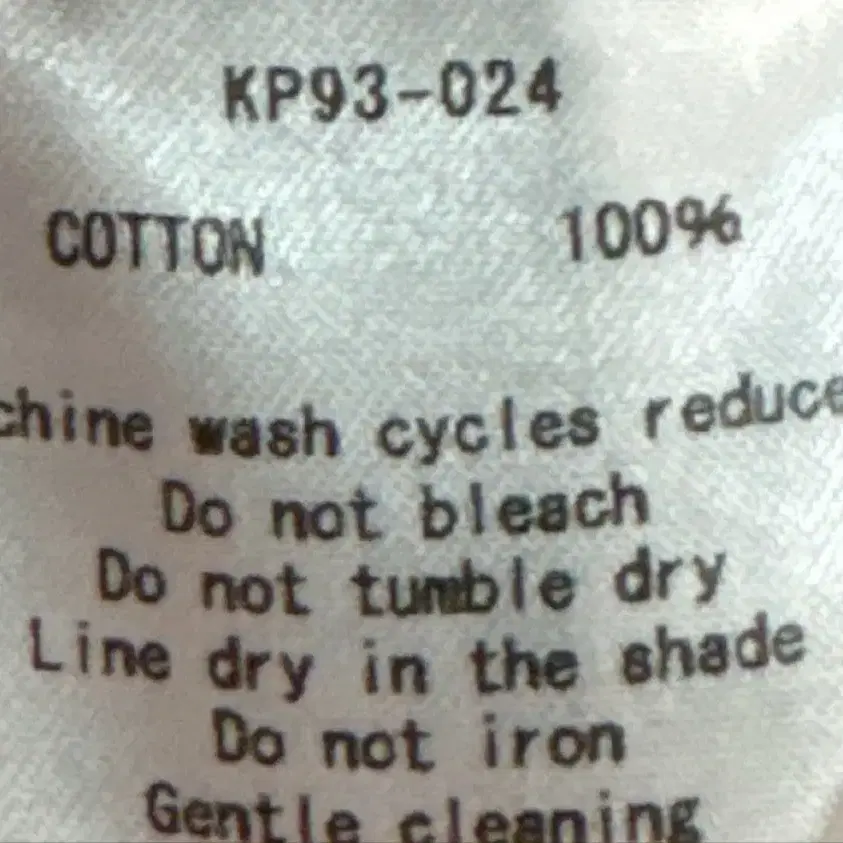 KP93-024
COTTON 100%
chine wash cycles reduce
Do not bleach
Do not tumble dry
Line dry in the shade
Do not iron
Gentle cleaning